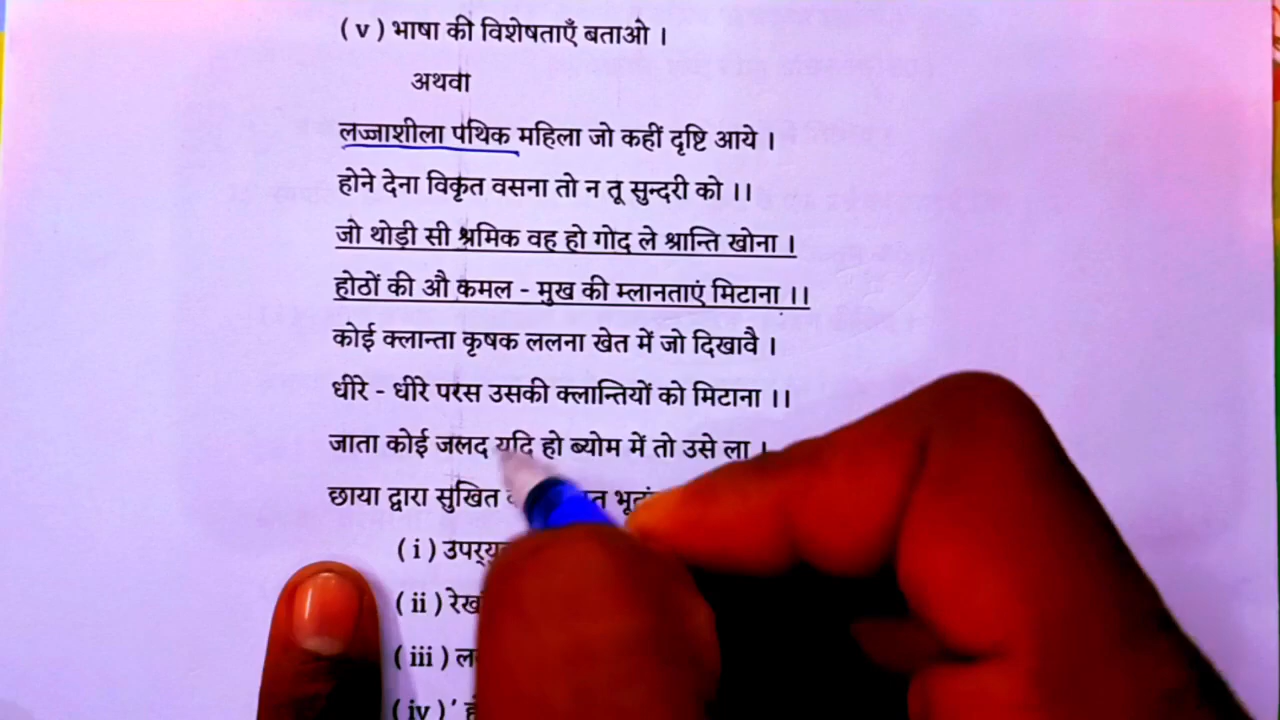 ( v ) भाषा की विशेषताएँ बताओ ।
अथवा
लज्जाशीला पथिक महिला जो कहीं दृष्टि आये ।
होने देना विकृत वसना तो न तू सुन्दरी को ।।
जो थोड़ी सी श्रमिक वह हो गोद ले श्रान्ति खोना ।
होठों की औ कमल - मुख की म्लानताएं मिटाना ।।
कोई क्लान्ता कृषक ललना खेत में जो दिखावै ।
धीरे - धीरे परस उसकी क्लान्तियों को मिटाना ।।
जाता कोई जलद यदि हो ब्योम में तो उसे ला ।
छाया द्वारा सुखित
( i )
( ii )
( iii )
( iv ) '